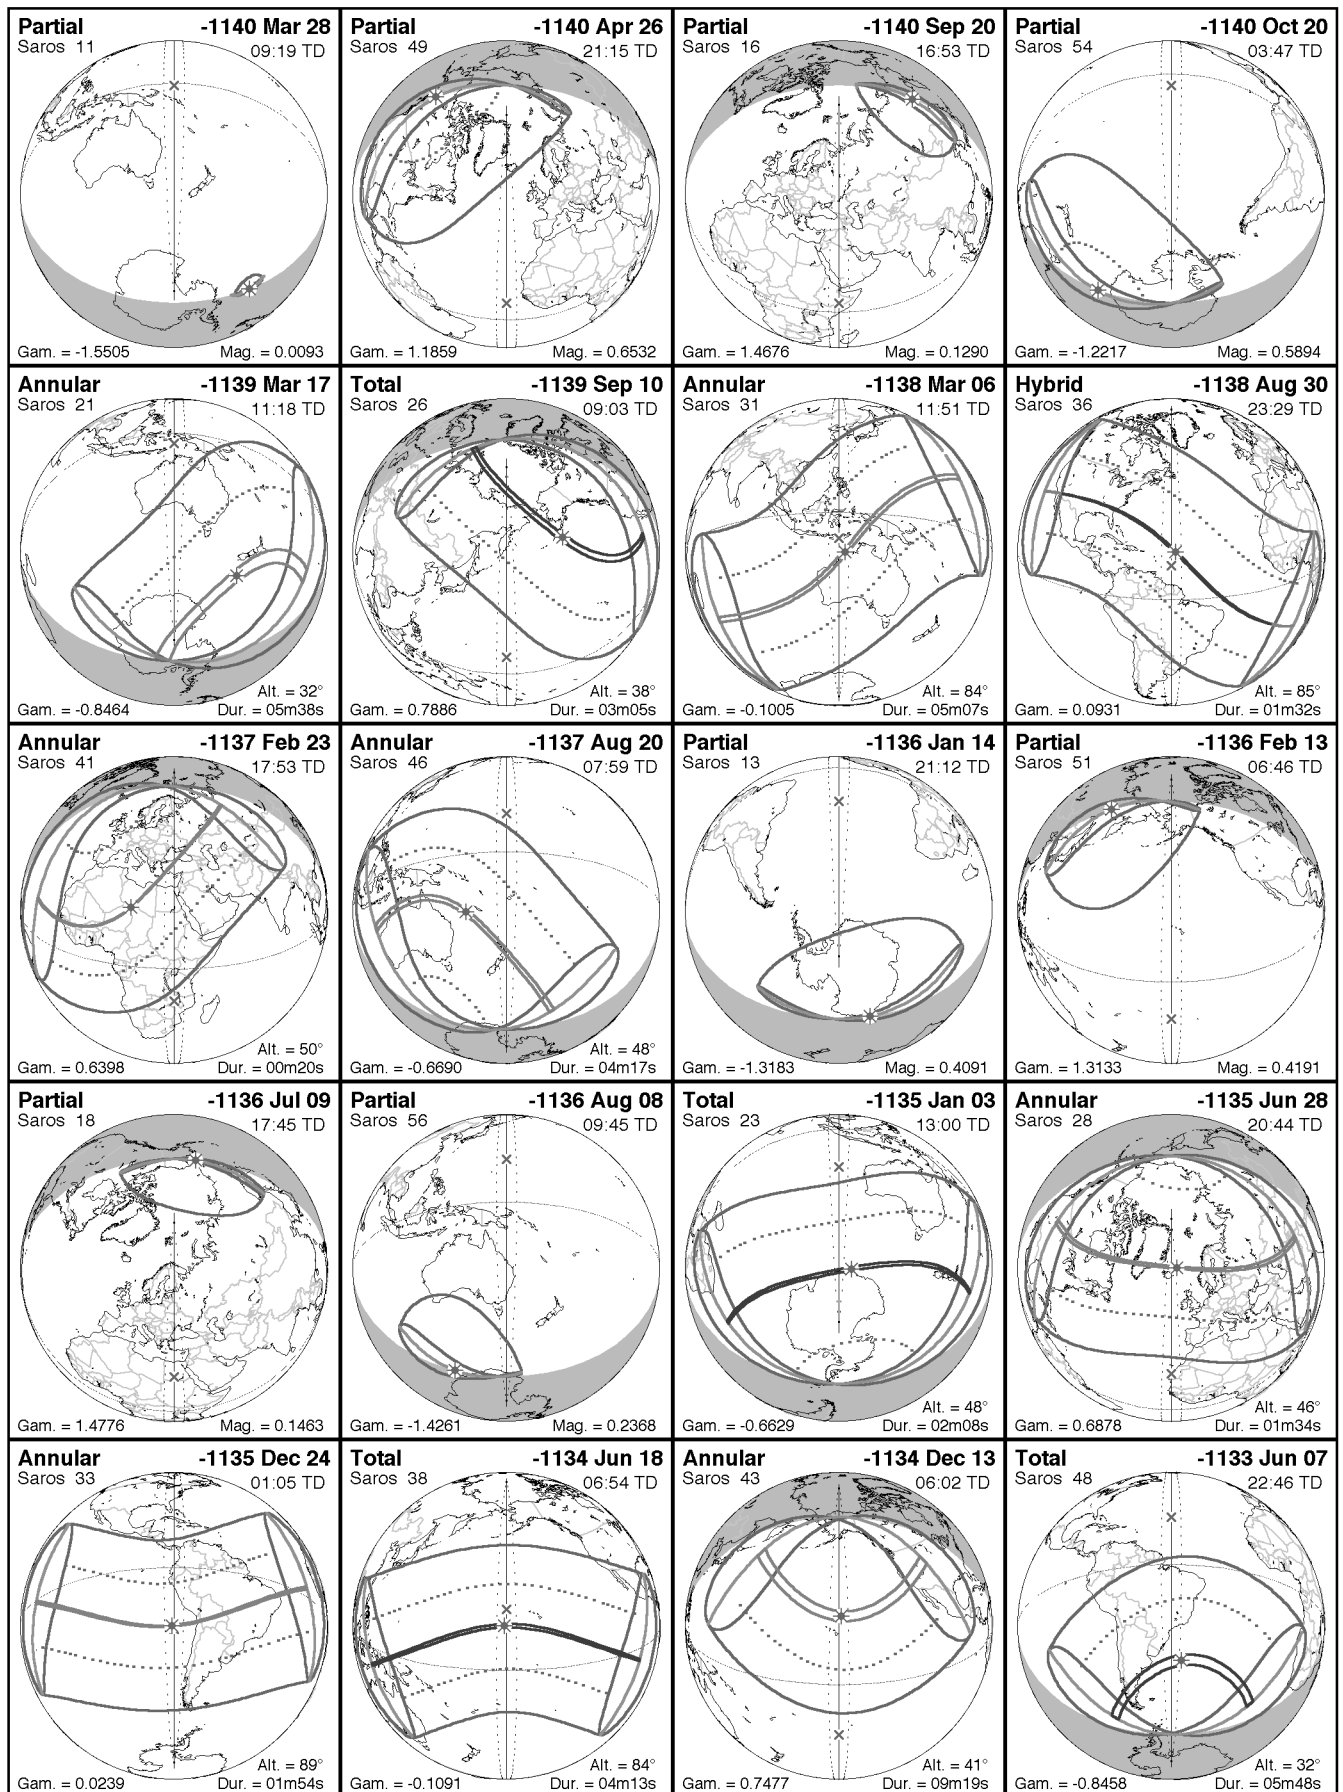 Partial -1140 Mar 28
Saros 11 09:19 TD
Gam. = -1.5505 Mag. = 0.0093
Partial -1140 Apr 26
Saros 49 21:15 TD
Gam. = 1.1859 Mag. = 0.6532
Partial -1140 Sep 20
Saros 16 16:53 TD
Gam. = 1.4676 Mag. = 0.1290
Partial -1140 Oct 20
Saros 54 03:47 TD
Gam. = -1.2217 Mag. = 0.5894
Annular -1139 Mar 17
Saros 21 11:18 TD
Alt. = 32°
Gam. = -0.8464 Dur. = 05m38s
Total -1139 Sep 10
Saros 26 09:03 TD
Alt. = 38°
Gam. = 0.7886 Dur. = 03m05s
Annular -1138 Mar 06
Saros 31 11:51 TD
Alt. = 84°
Gam. = -0.1005 Dur. = 05m07s
Hybrid -1138 Aug 30
Saros 36 23:29 TD
Alt. = 85°
Gam. = 0.0931 Dur. = 01m32s
Annular -1137 Feb 23
Saros 41 17:53 TD
Alt. = 50°
Gam. = 0.6398 Dur. = 00m20s
Annular -1137 Aug 20
Saros 46 07:59 TD
Alt. = 48°
Gam. = -0.6690 Dur. = 04m17s
Partial -1136 Jan 14
Saros 13 21:12 TD
Gam. = -1.3183 Mag. = 0.4091
Partial -1136 Feb 13
Saros 51 06:46 TD
Gam. = 1.3133 Mag. = 0.4191
Partial -1136 Jul 09
Saros 18 17:45 TD
Gam. = 1.4776 Mag. = 0.1463
Partial -1136 Aug 08
Saros 56 09:45 TD
Gam. = -1.4261 Mag. = 0.2368
Total -1135 Jan 03
Saros 23 13:00 TD
Alt. = 48°
Gam. = -0.6629 Dur. = 02m08s
Annular -1135 Jun 28
Saros 28 20:44 TD
Alt. = 46°
Gam. = 0.6878 Dur. = 01m34s
Annular -1135 Dec 24
Saros 33 01:05 TD
Alt. = 89°
Gam. = 0.0239 Dur. = 01m54s
Total -1134 Jun 18
Saros 38 06:54 TD
Alt. = 84°
Gam. = -0.1091 Dur. = 04m13s
Annular -1134 Dec 13
Saros 43 06:02 TD
Alt. = 41°
Gam. = 0.7477 Dur. = 09m19s
Total -1133 Jun 07
Saros 48 22:46 TD
Alt. = 32°
Gam. = -0.8458 Dur. = 05m48s